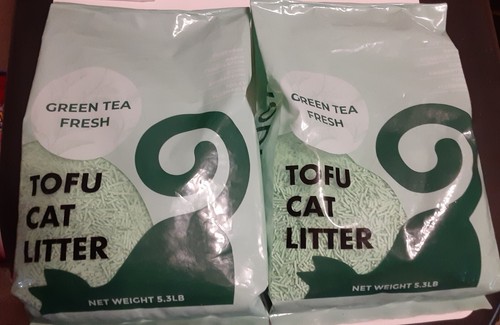 GREEN TEA
FRESH
TOFU
CAT
LITTER
NET WEIGHT 5.3LB
GREEN TEA
FRESH
TOFU
CAT
LITTER
NET WEIGHT 5.3LB